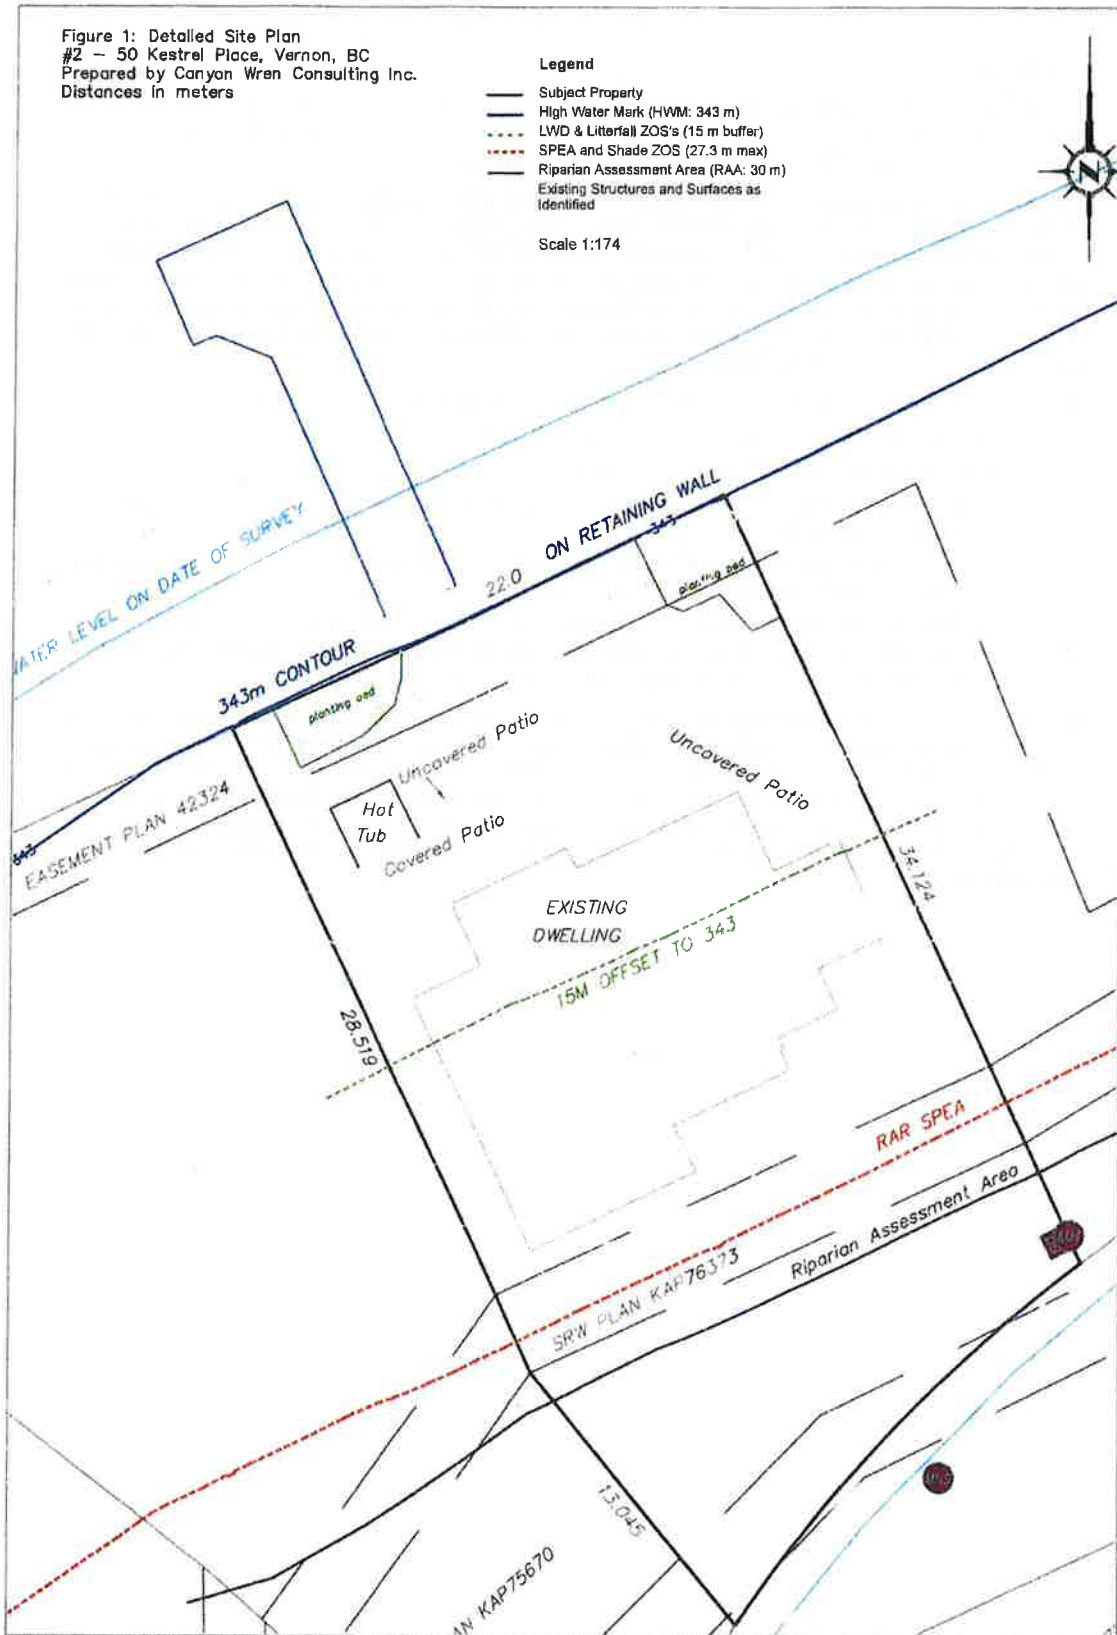 Figure 1: Detailed Site Plan
#2 - 50 Kestrel Place, Vernon, BC
Prepared by Canyon Wren Consulting Inc.
Distances in meters
Legend
Subject Property
High Water Mark (HWM: 343 m)
LWD & Litterfall ZOS's (15 m buffer)
SPEA and Shade ZOS (27.3 m max)
Riparian Assessment Area (RAA: 30 m)
Existing Structures and Surfaces as
Identified
Scale 1:174
N
WATER LEVEL ON DATE OF SURVEY
343m CONTOUR
22.0
ON RETAINING WALL
343
planting bed
planting bed
Uncovered Patio
Uncovered Patio
Hot
Tub
Covered Patio
EASEMENT PLAN 42324
343
EXISTING
DWELLING
15M OFFSET TO 343
34.124
28.519
RAR SPEA
Riparian Assessment Area
SRW PLAN KAP76373
13.045
AN KAP75670